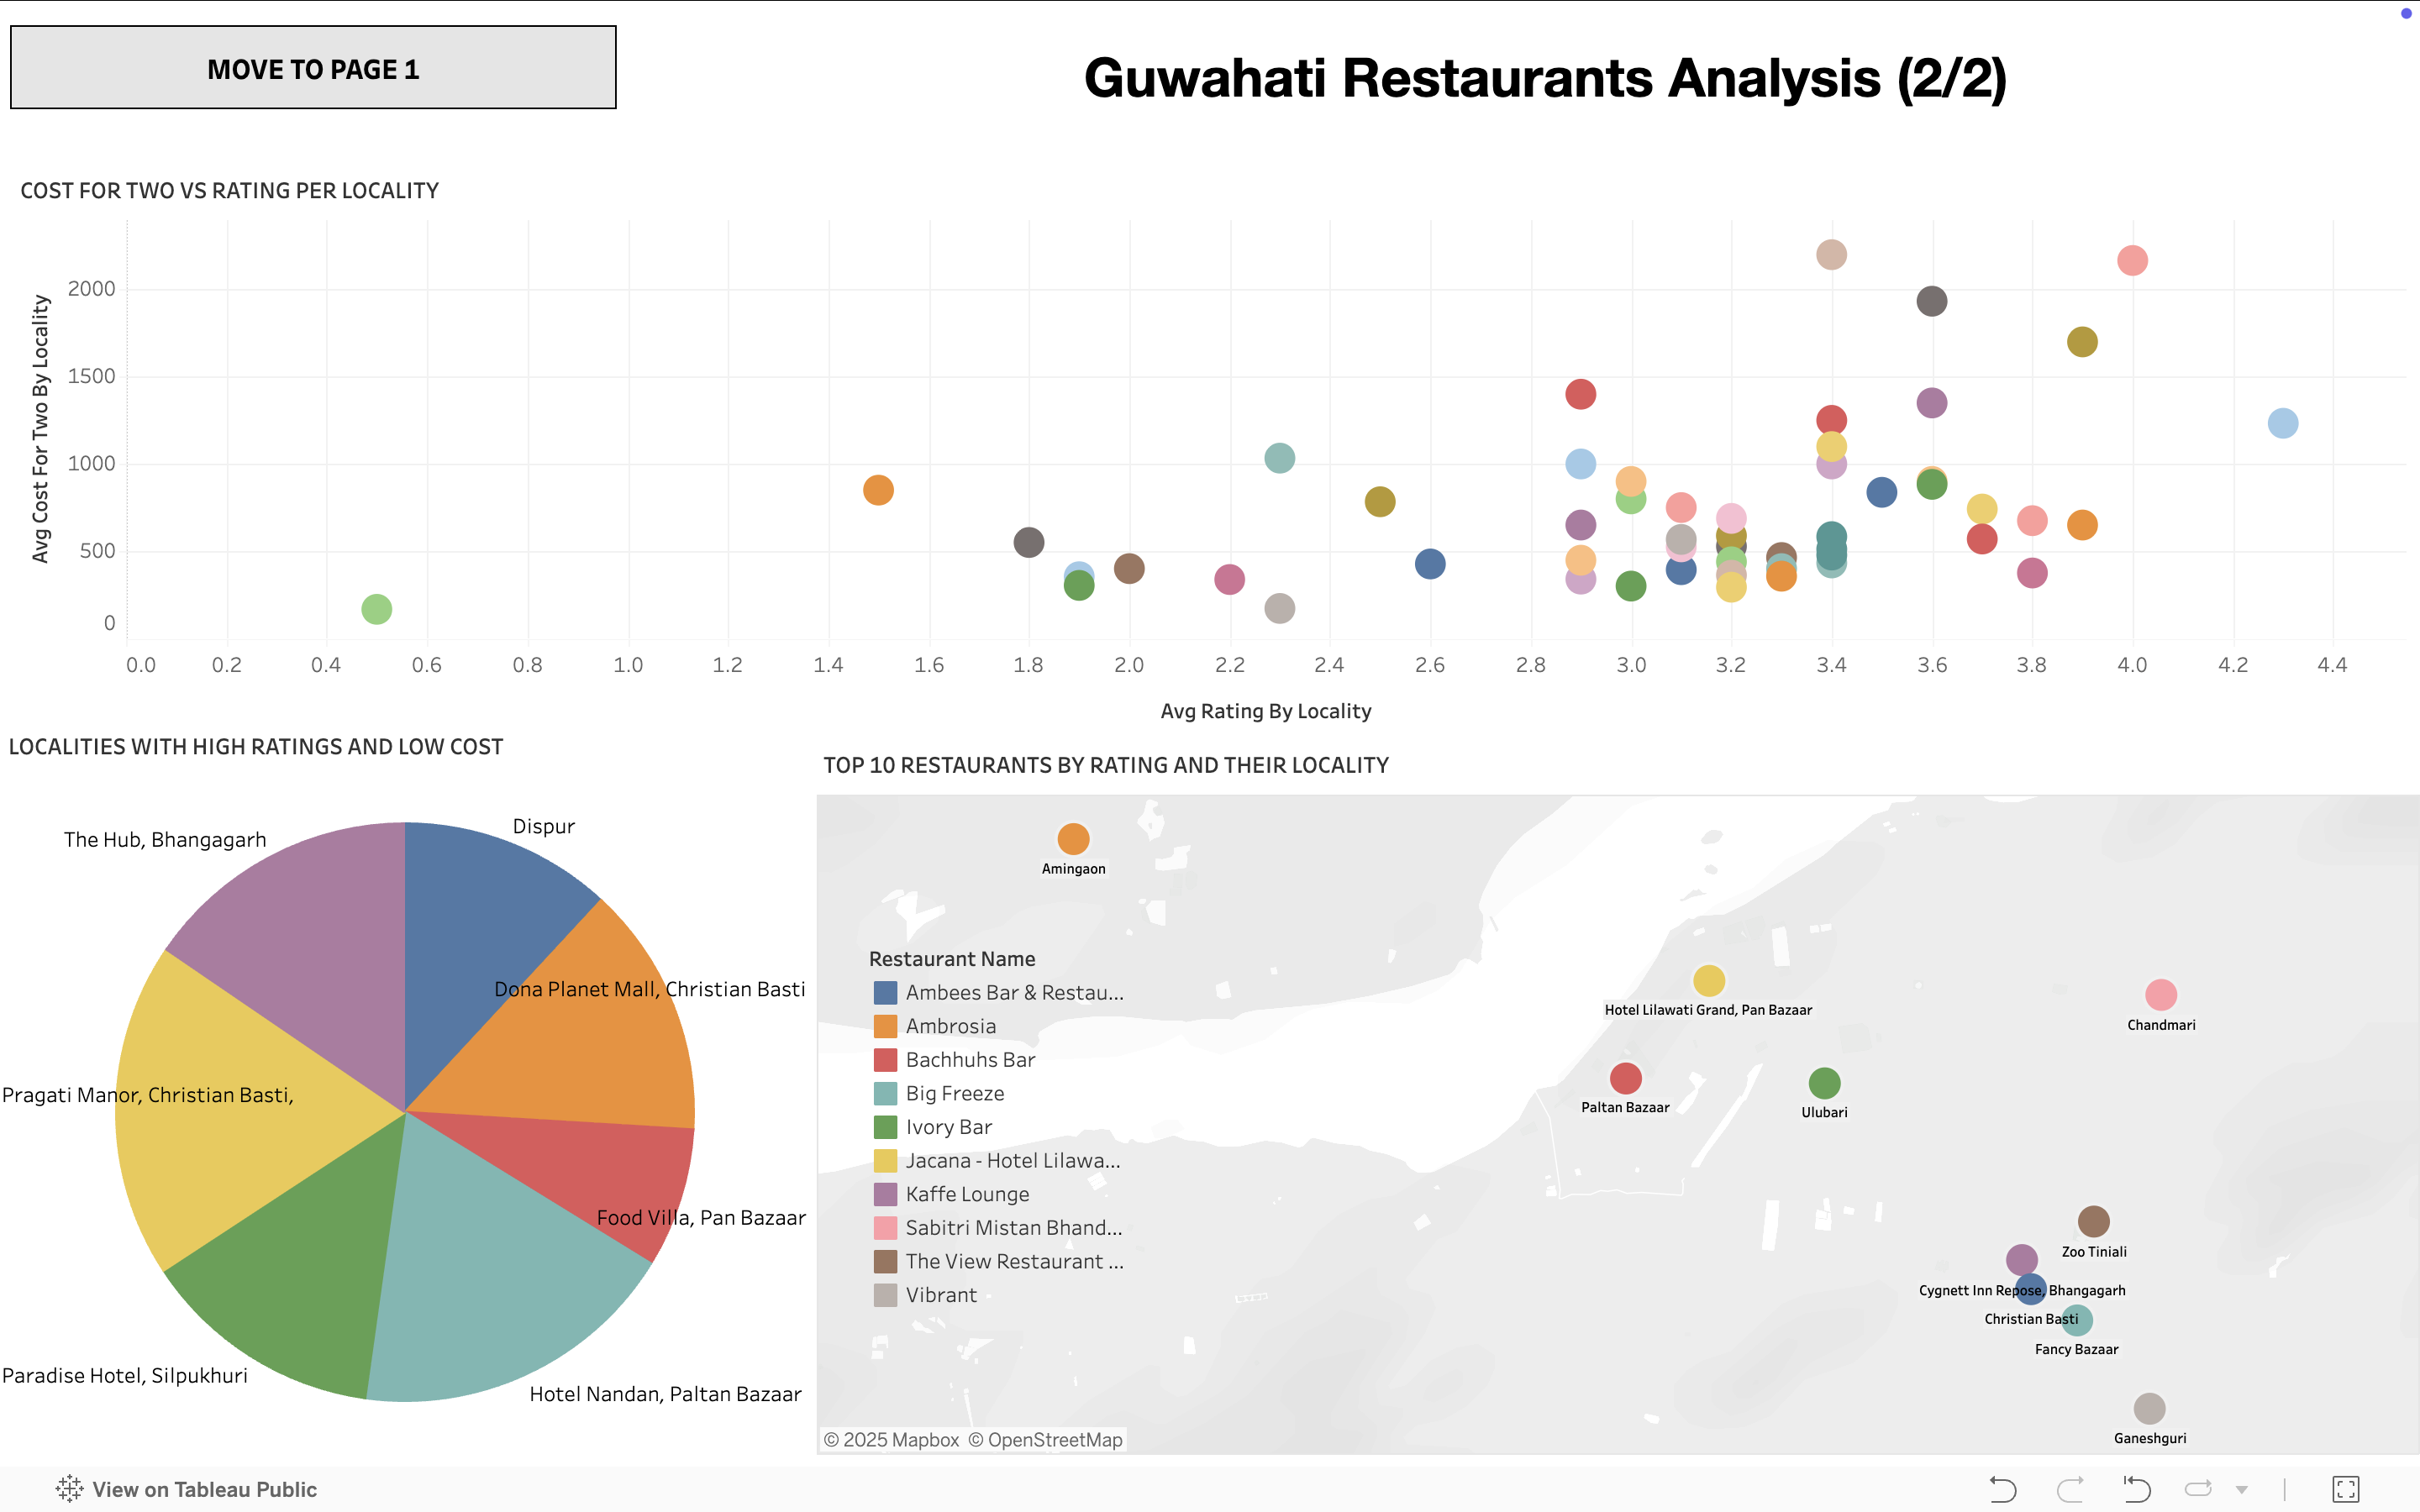 MOVE TO PAGE 1
Guwahati Restaurants Analysis (2/2)
COST FOR TWO VS RATING PER LOCALITY
Avg Cost For Two By Locality
2000
1500
1000
500
0
0.0 0.2 0.4 0.6 0.8 1.0 1.2 1.4 1.6 1.8 2.0 2.2 2.4 2.6 2.8 3.0 3.2 3.4 3.6 3.8 4.0 4.2 4.4
Avg Rating By Locality
LOCALITIES WITH HIGH RATINGS AND LOW COST
Dispur
The Hub, Bhangagarh
Dona Planet Mall, Christian Basti
Pragati Manor, Christian Basti,
Food Villa, Pan Bazaar
Paradise Hotel, Silpukhuri
Hotel Nandan, Paltan Bazaar
TOP 10 RESTAURANTS BY RATING AND THEIR LOCALITY
Amingaon
Restaurant Name
Ambees Bar & Restau...
Ambrosia
Bachhuhs Bar
Big Freeze
Ivory Bar
Jacana - Hotel Lilawa...
Kaffe Lounge
Sabitri Mistan Bhand...
The View Restaurant ...
Vibrant
Hotel Lilawati Grand, Pan Bazaar
Chandmari
Paltan Bazaar
Ulubari
Zoo Tiniali
Cygnett Inn Repose, Bhangagarh
Christian Basti
Fancy Bazaar
Ganeshguri
© 2025 Mapbox © OpenStreetMap
View on Tableau Public